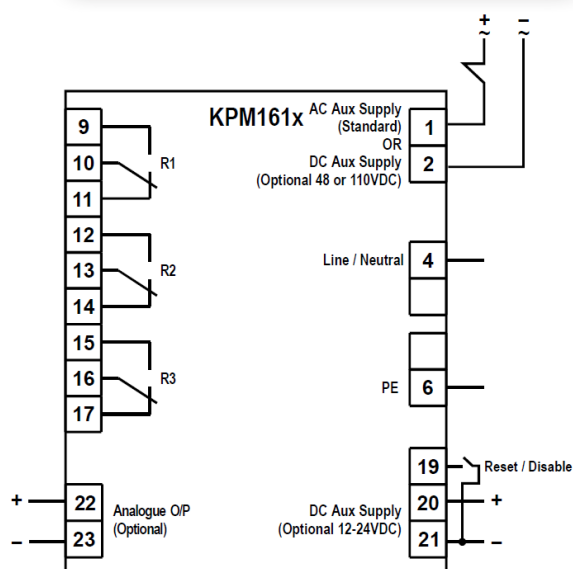 + –
~ ~
KPM161x
AC Aux Supply
(Standard)
OR
DC Aux Supply
(Optional 48 or 110VDC)
1
2
9
10
11
R1
12
13
14
R2
15
16
17
R3
Line / Neutral
4
PE
6
19
Reset / Disable
20
+
21
–
DC Aux Supply
(Optional 12-24VDC)
+
22
–
23
Analogue O/P
(Optional)